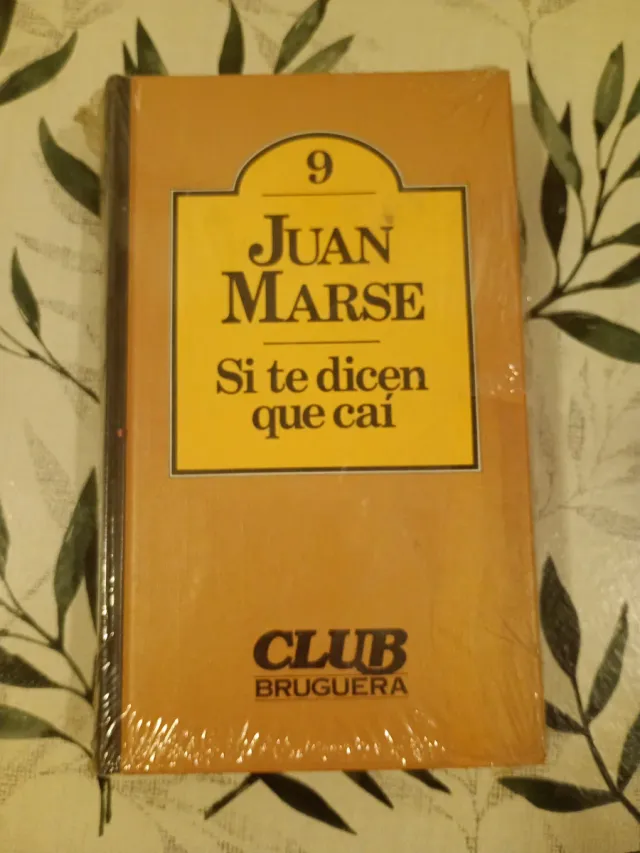 9
JUAN
MARSE
Si te dicen
que caí
CLUB
BRUGUERA